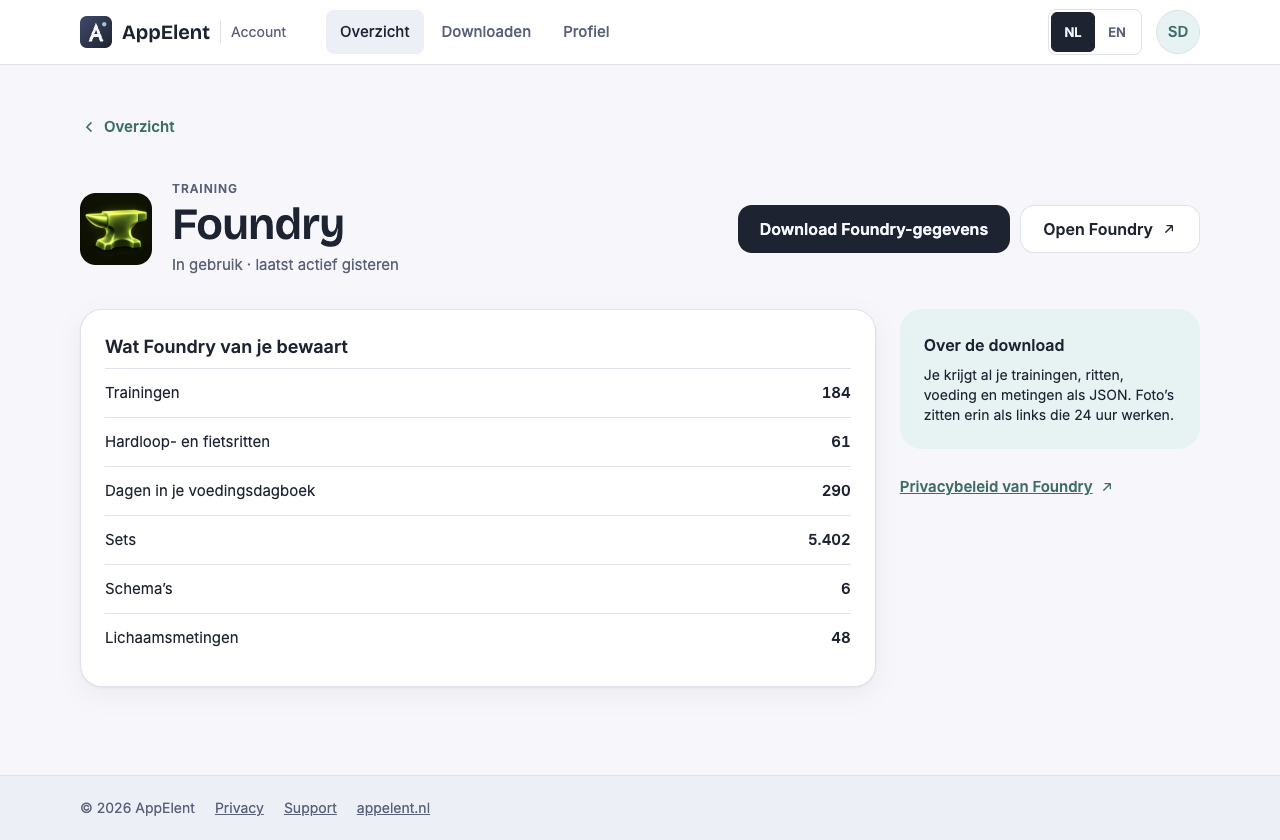 AppElent
Account
Overzicht
Downloaden
Profiel
NL
EN
SD
Overzicht
TRAINING
Foundry
In gebruik · laatst actief gisteren
Download Foundry-gegevens
Open Foundry
Wat Foundry van je bewaart
Trainingen 184
Hardloop- en fietsritten 61
Dagen in je voedingsdagboek 290
Sets 5.402
Schema’s 6
Lichaamsmetingen 48
Over de download
Je krijgt al je trainingen, ritten,
voeding en metingen als JSON. Foto’s
zitten erin als links die 24 uur werken.
Privacybeleid van Foundry
© 2026 AppElent
Privacy
Support
appelent.nl